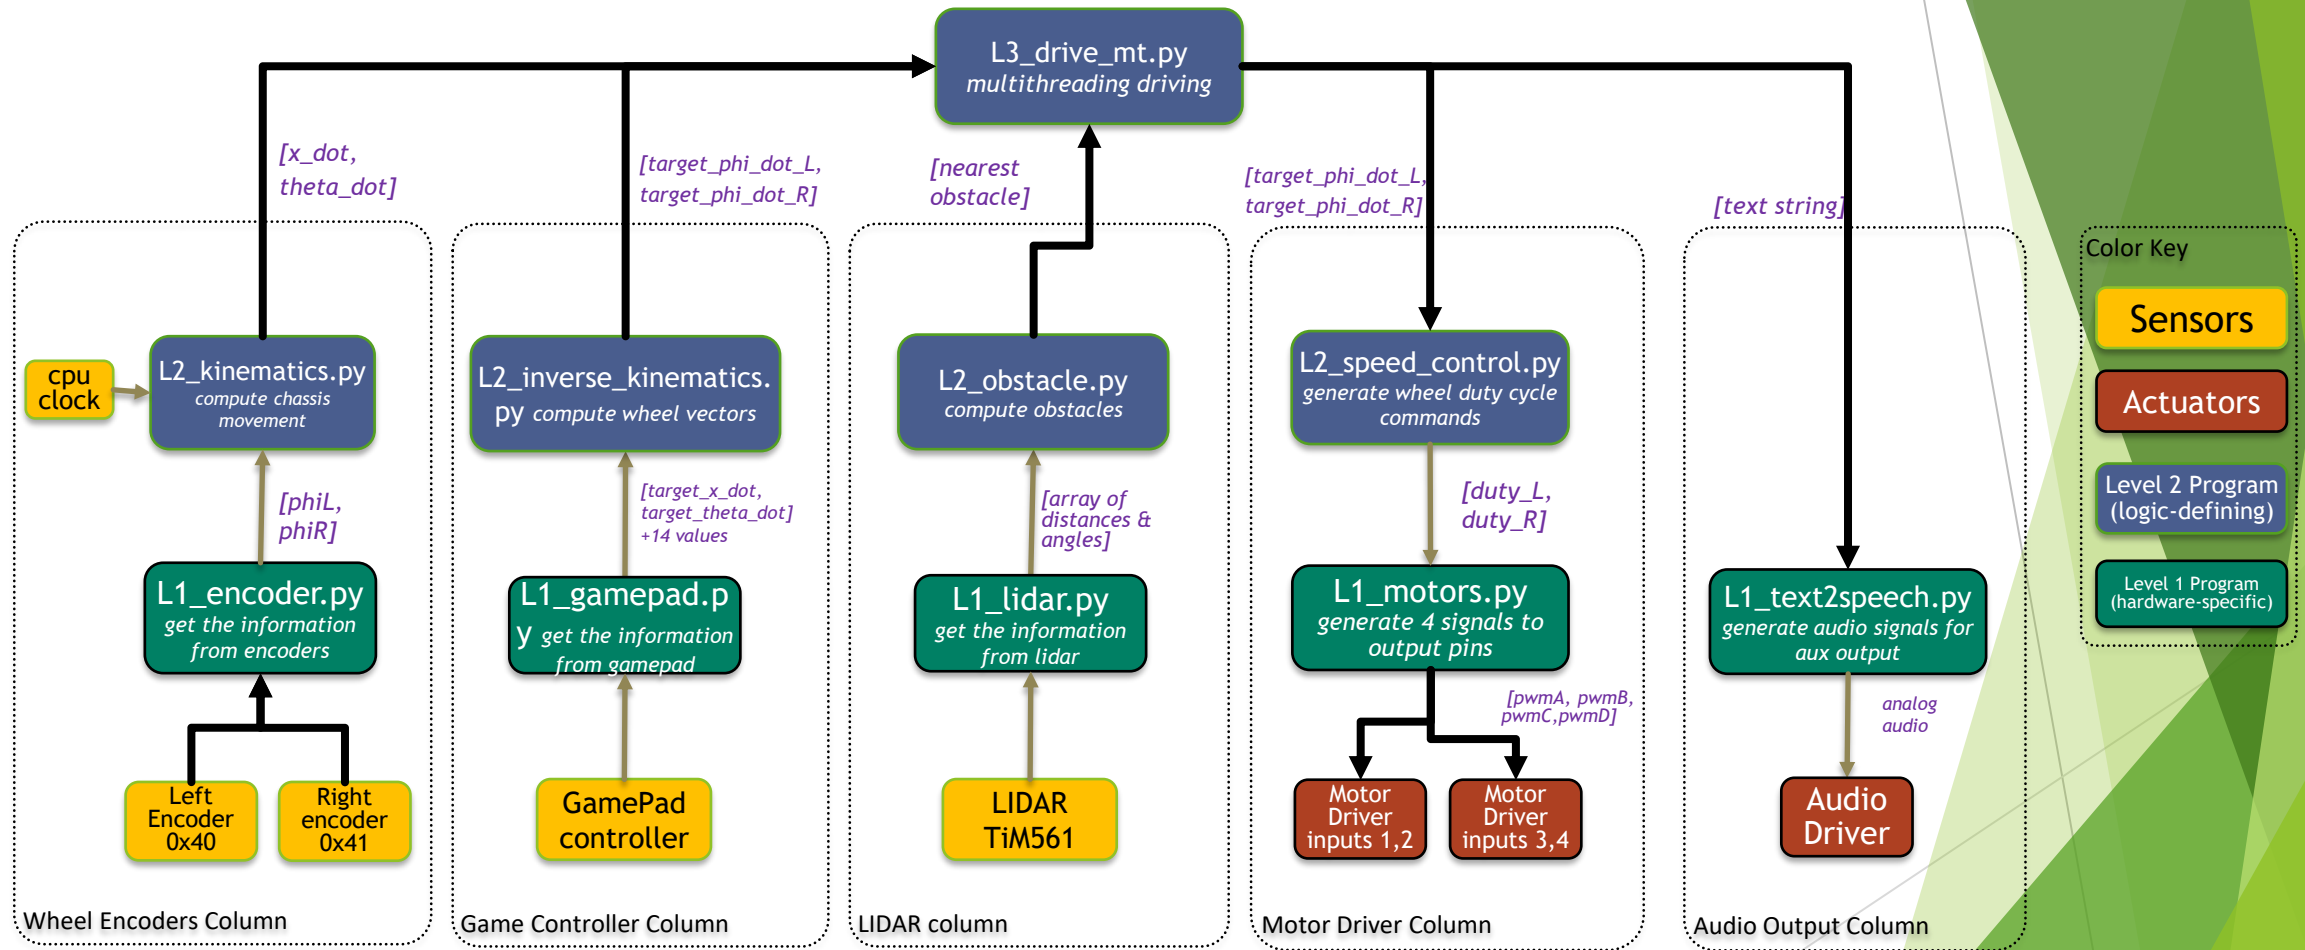 L3_drive_mt.py
multithreading driving
[x_dot,
theta_dot]
[target_phi_dot_L,
target_phi_dot_R]
[nearest
obstacle]
[target_phi_dot_L,
target_phi_dot_R]
[text string]
cpu
clock
L2_kinematics.py
compute chassis
movement
[phiL,
phiR]
L1_encoder.py
get the information
from encoders
Left
Encoder
0x40
Right
encoder
0x41
Wheel Encoders Column
L2_inverse_kinematics.
py compute wheel vectors
[target_x_dot,
target_theta_dot]
+14 values
L1_gamepad.p
y get the information
from gamepad
GamePad
controller
Game Controller Column
L2_obstacle.py
compute obstacles
[array of
distances &
angles]
L1_lidar.py
get the information
from lidar
LIDAR
TiM561
LIDAR column
L2_speed_control.py
generate wheel duty cycle
commands
[duty_L,
duty_R]
L1_motors.py
generate 4 signals to
output pins
[pwmA, pwmB,
pwmC,pwmD]
Motor
Driver
inputs 1,2
Motor
Driver
inputs 3,4
Motor Driver Column
L1_text2speech.py
generate audio signals for
aux output
analog
audio
Audio
Driver
Audio Output Column
Color Key
Sensors
Actuators
Level 2 Program
(logic-defining)
Level 1 Program
(hardware-specific)